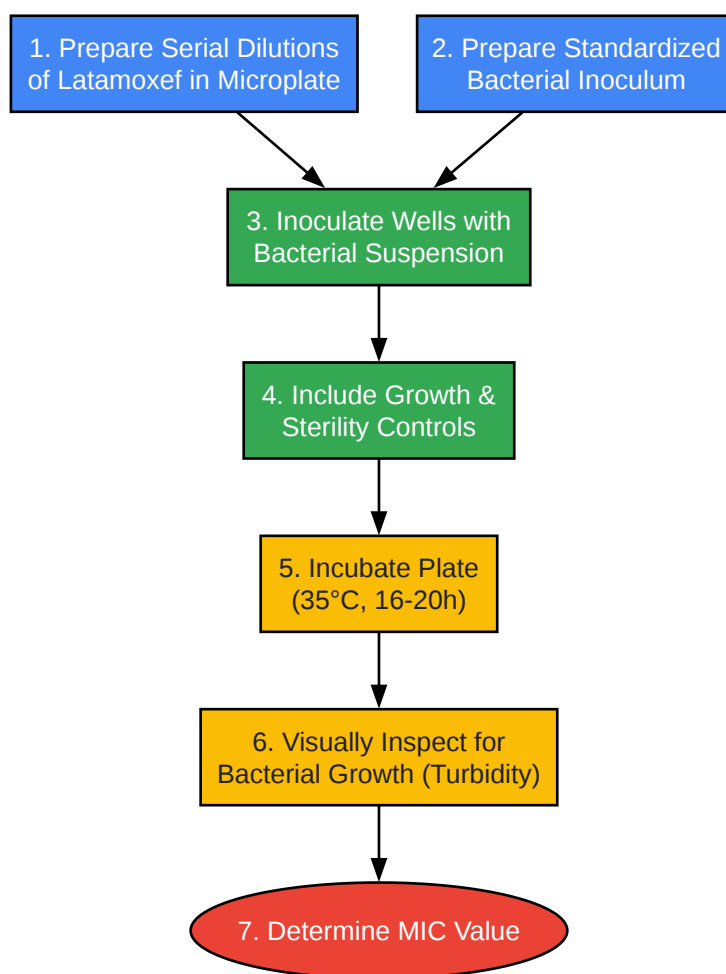 1. Prepare Serial Dilutions
of Latamoxef in Microplate
2. Prepare Standardized
Bacterial Inoculum
3. Inoculate Wells with
Bacterial Suspension
4. Include Growth &
Sterility Controls
5. Incubate Plate
(35°C, 16-20h)
6. Visually Inspect for
Bacterial Growth (Turbidity)
7. Determine MIC Value